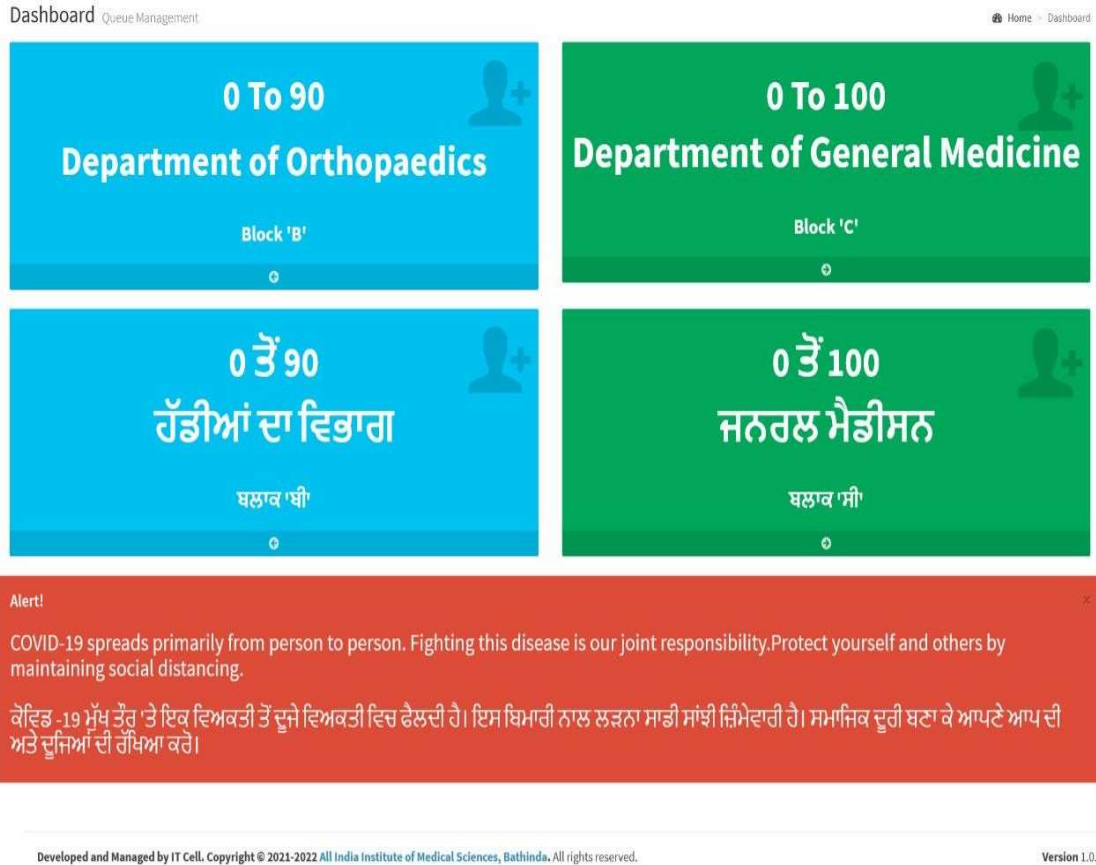 Dashboard Queue Management
Home > Dashboard
0 To 90
Department of Orthopaedics
Block 'B'
0 To 100
Department of General Medicine
Block 'C'
0 ਤੋਂ 90
ਹੱਡੀਆਂ ਦਾ ਵਿਭਾਗ
ਬਲਾਕ 'ਬੀ'
0 ਤੋਂ 100
ਜਨਰਲ ਮੈਡੀਸਨ
ਬਲਾਕ 'ਸੀ'
Alert!
COVID-19 spreads primarily from person to person. Fighting this disease is our joint responsibility.Protect yourself and others by
maintaining social distancing.
ਕੋਵਿਡ -19 ਮੁੱਖ ਤੌਰ 'ਤੇ ਇਕ ਵਿਅਕਤੀ ਤੋਂ ਦੂਜੇ ਵਿਅਕਤੀ ਵਿਚ ਫੈਲਦੀ ਹੈ। ਇਸ ਬਿਮਾਰੀ ਨਾਲ ਲੜਨਾ ਸਾਡੀ ਸਾਂਝੀ ਜ਼ਿੰਮੇਵਾਰੀ ਹੈ। ਸਮਾਜਿਕ ਦੂਰੀ ਬਣਾ ਕੇ ਆਪਣੇ ਆਪ ਦੀ
ਅਤੇ ਦੂਜਿਆਂ ਦੀ ਰੱਖਿਆ ਕਰੋ।
Developed and Managed by IT Cell. Copyright © 2021-2022 All India Institute of Medical Sciences, Bathinda. All rights reserved.
Version 1.0.